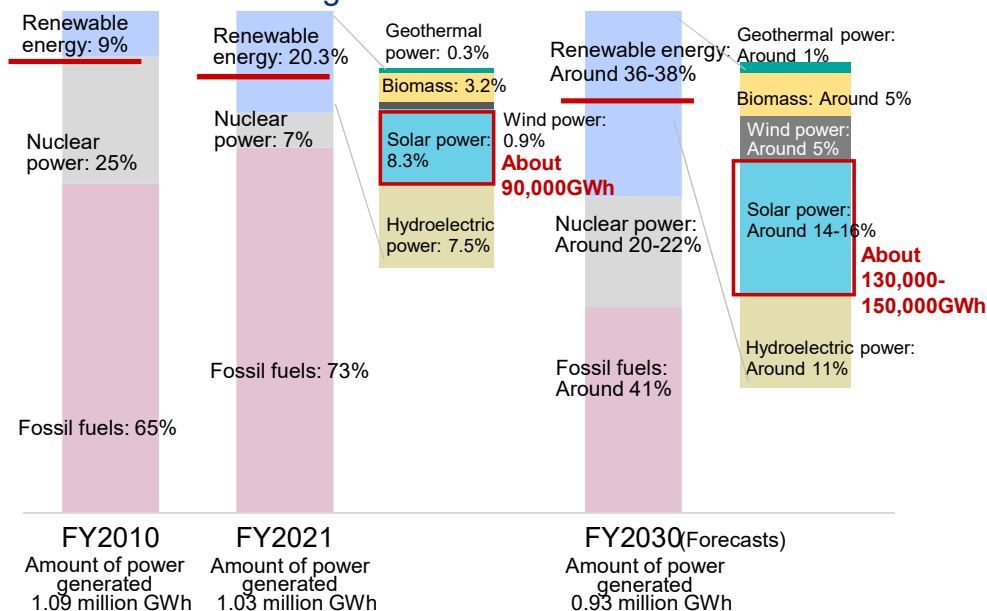 Renewable
energy: 9%
Nuclear
power: 25%
Fossil fuels: 65%
Renewable
energy: 20.3%
Nuclear
power: 7%
Fossil fuels: 73%
Geothermal
power: 0.3%
Biomass: 3.2%
Wind power:
0.9%
Solar power:
8.3%
About
90,000GWh
Hydroelectric
power: 7.5%
Renewable energy:
Around 36-38%
Nuclear power:
Around 20-22%
Fossil fuels:
Around 41%
Geothermal power:
Around 1%
Biomass: Around 5%
Wind power:
Around 5%
Solar power:
Around 14-16%
About
130,000-
150,000GWh
Hydroelectric power:
Around 11%
FY2010
Amount of power
generated
1.09 million GWh
FY2021
Amount of power
generated
1.03 million GWh
FY2030(Forecasts)
Amount of power
generated
0.93 million GWh